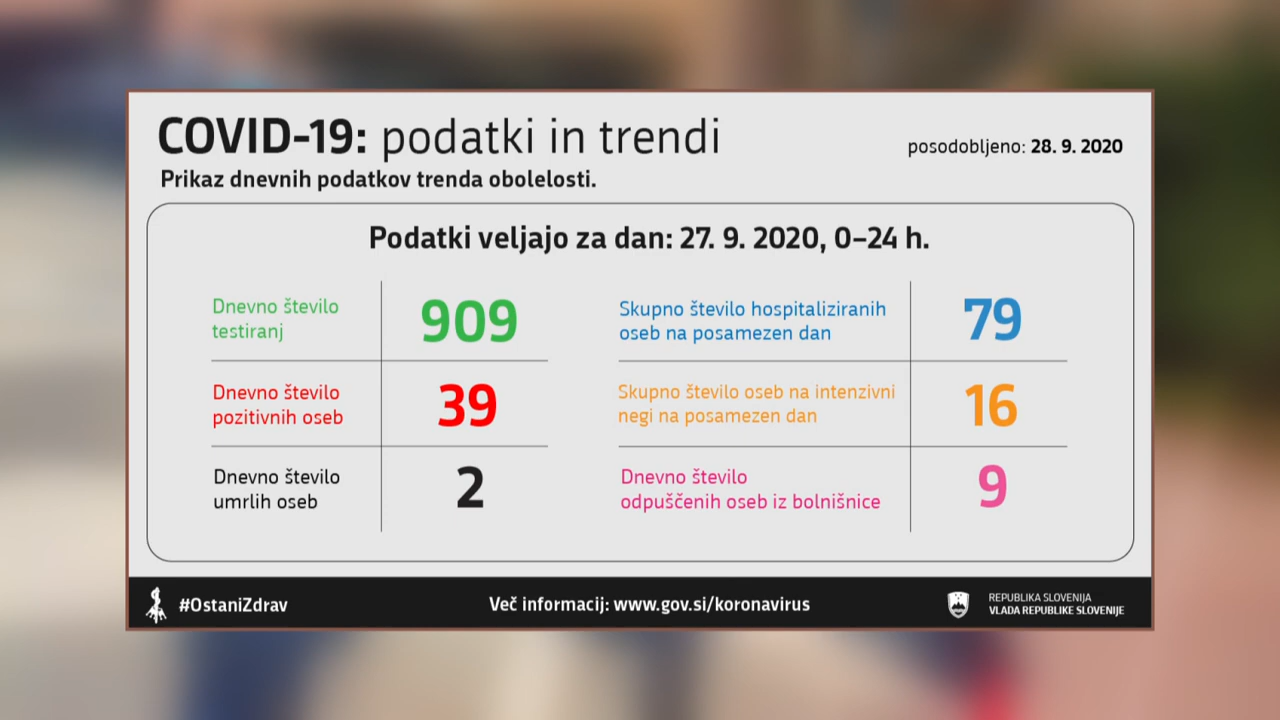 COVID-19: podatki in trendi
posodobljeno: 28. 9. 2020
Prikaz dnevnih podatkov trenda obolelosti.
Podatki veljajo za dan: 27. 9. 2020, 0–24 h.
Dnevno število
testiranj
909
Dnevno število
pozitivnih oseb
39
Dnevno število
umrlih oseb
2
Skupno število hospitaliziranih
oseb na posamezen dan
79
Skupno število oseb na intenzivni
negi na posamezen dan
16
Dnevno število
odpuščenih oseb iz bolnišnice
9
#OstaniZdrav
Več informacij: www.gov.si/koronavirus
REPUBLIKA SLOVENIJA
VLADA REPUBLIKE SLOVENIJE